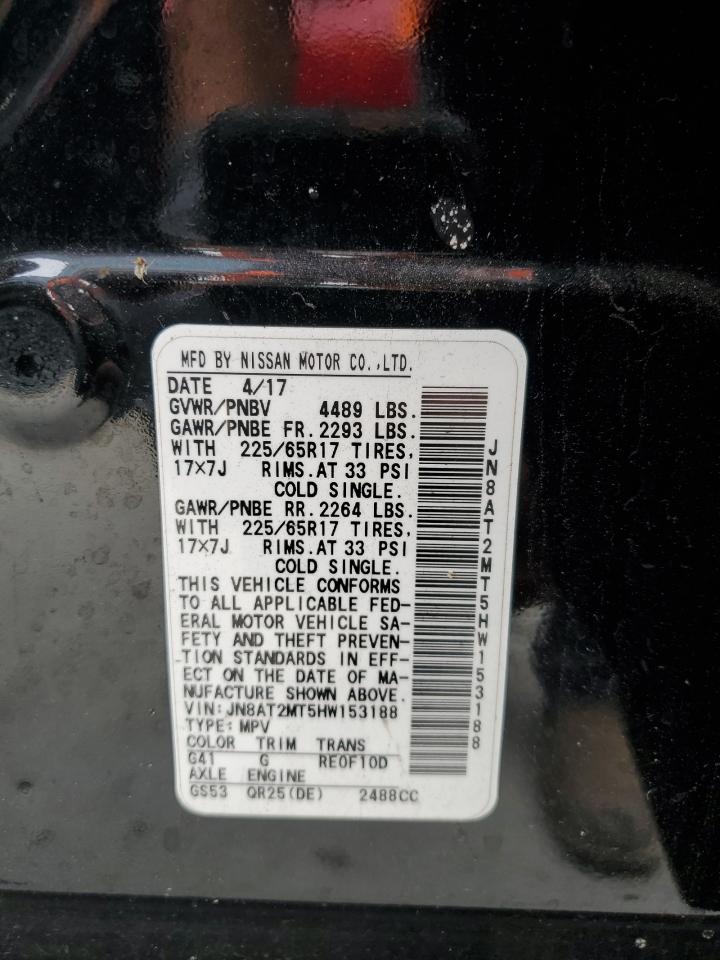 MFD BY NISSAN MOTOR CO.,LTD.
DATE 4/17
GVWR/PNBV 4489 LBS.
GAWR/PNBE FR.2293 LBS.
WITH 225/65R17 TIRES,
17×7J RIMS.AT 33 PSI
COLD SINGLE.
GAWR/PNBE RR.2264 LBS.
WITH 225/65R17 TIRES,
17×7J RIMS.AT 33 PSI
COLD SINGLE.
THIS VEHICLE CONFORMS
TO ALL APPLICABLE FED-
ERAL MOTOR VEHICLE SA-
FETY AND THEFT PREVEN-
TION STANDARDS IN EFF-
ECT ON THE DATE OF MA-
NUFACTURE SHOWN ABOVE.
VIN:JN8AT2MT5HW153188
TYPE:MPV
COLOR TRIM TRANS
G41 G RE0F10D
AXLE ENGINE
GS53 QR25(DE) 2488CC
JN8AT2MT5HW153188